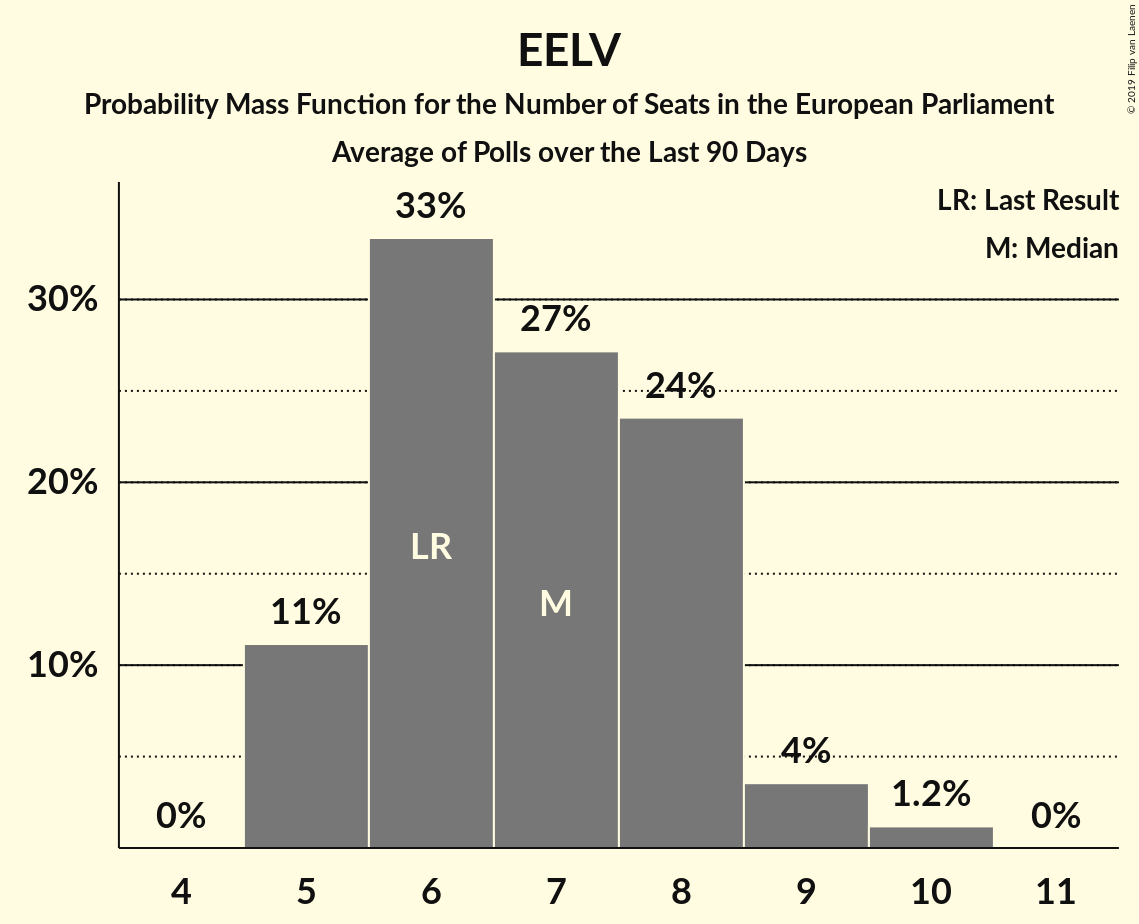 EELV
Probability Mass Function for the Number of Seats in the European Parliament
Average of Polls over the Last 90 Days
© 2019 Filip van Laenen
LR: Last Result
M: Median
33%
30%
27%
24%
20%
LR
M
11%
10%
4%
1.2%
0%
0%
4 5 6 7 8 9 10 11